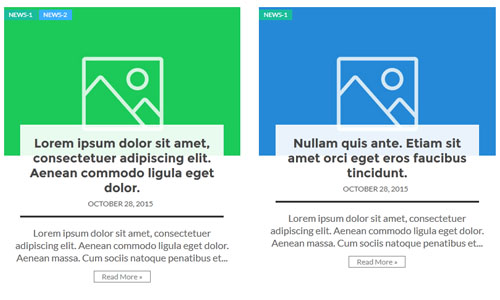 NEWS-1 NEWS-2
Lorem ipsum dolor sit amet,
consectetuer adipiscing elit.
Aenean commodo ligula eget
dolor.
OCTOBER 28, 2015
Lorem ipsum dolor sit amet, consectetuer
adipiscing elit. Aenean commodo ligula eget dolor.
Aenean massa. Cum sociis natoque penatibus et...
Read More »
NEWS-1
Nullam quis ante. Etiam sit
amet orci eget eros faucibus
tincidunt.
OCTOBER 28, 2015
Lorem ipsum dolor sit amet, consectetuer
adipiscing elit. Aenean commodo ligula eget dolor.
Aenean massa. Cum sociis natoque penatibus et...
Read More »